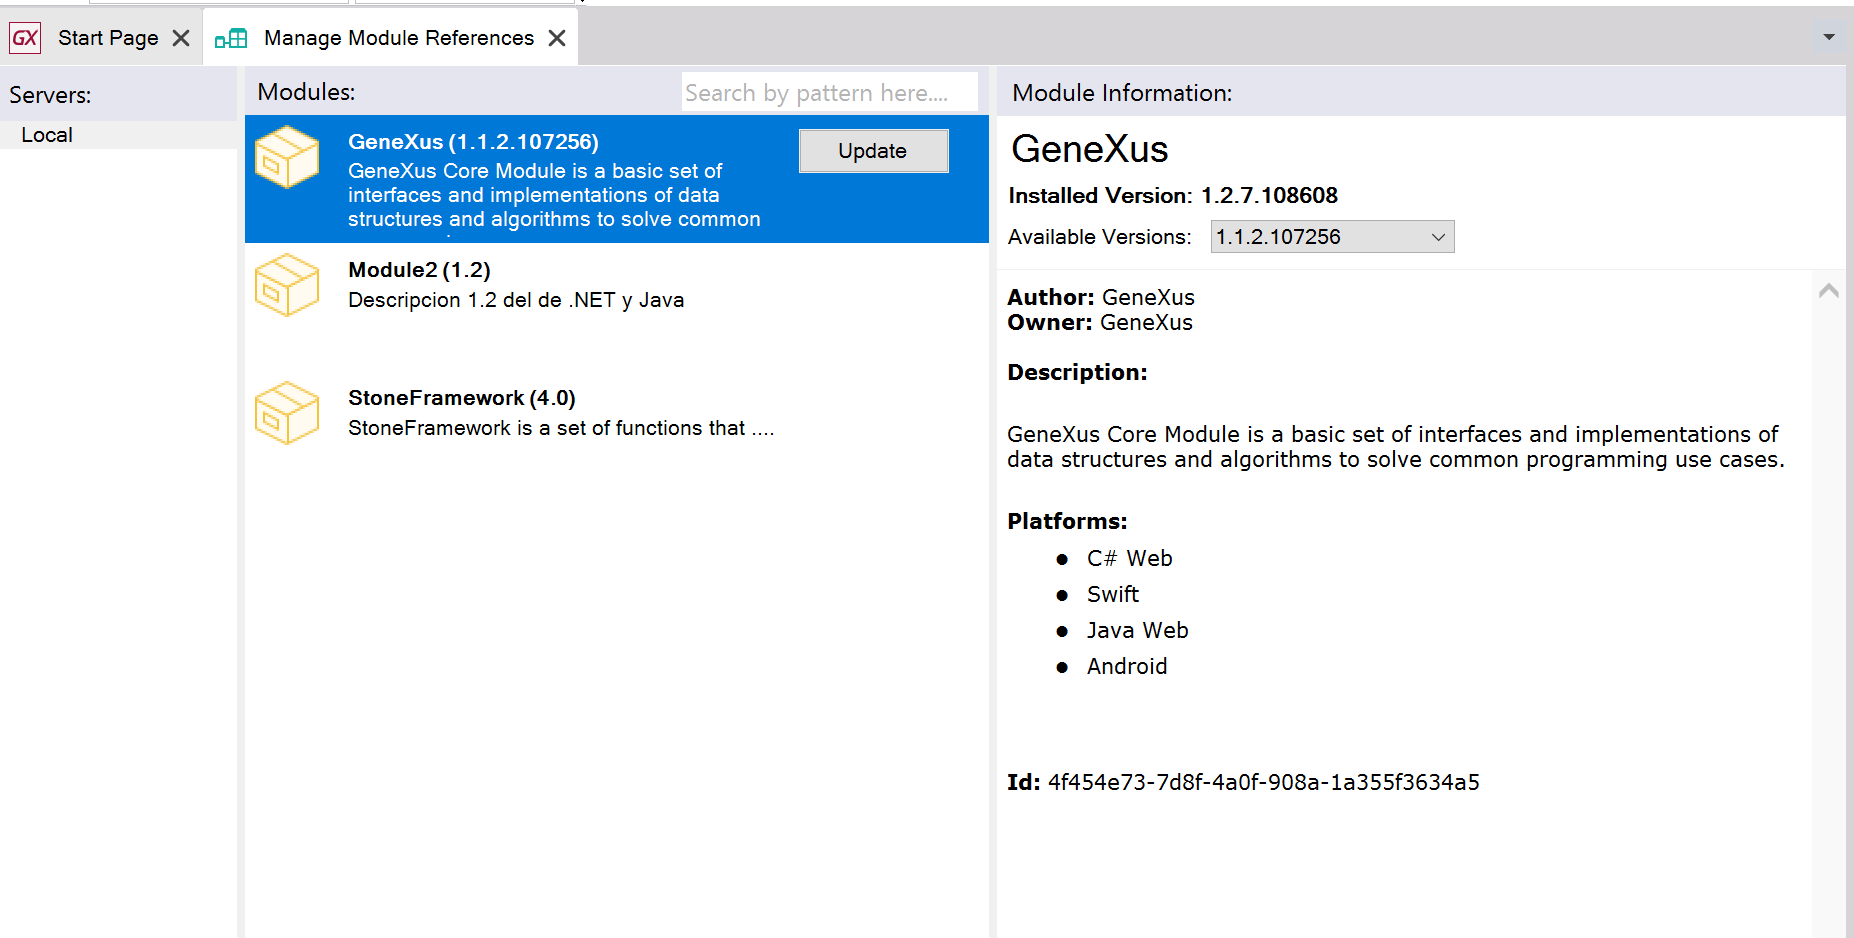 GX Start Page Manage Module References
Servers:
Local
Modules:
Search by pattern here....
GeneXus (1.1.2.107256)
Update
GeneXus Core Module is a basic set of
interfaces and implementations of data
structures and algorithms to solve common
Module2 (1.2)
Descripcion 1.2 del de .NET y Java
StoneFramework (4.0)
StoneFramework is a set of functions that ....
Module Information:
GeneXus
Installed Version: 1.2.7.108608
Available Versions: 1.1.2.107256
Author: GeneXus
Owner: GeneXus
Description:
GeneXus Core Module is a basic set of interfaces and implementations of
data structures and algorithms to solve common programming use cases.
Platforms:
● C# Web
● Swift
● Java Web
● Android
Id: 4f454e73-7d8f-4a0f-908a-1a355f3634a5